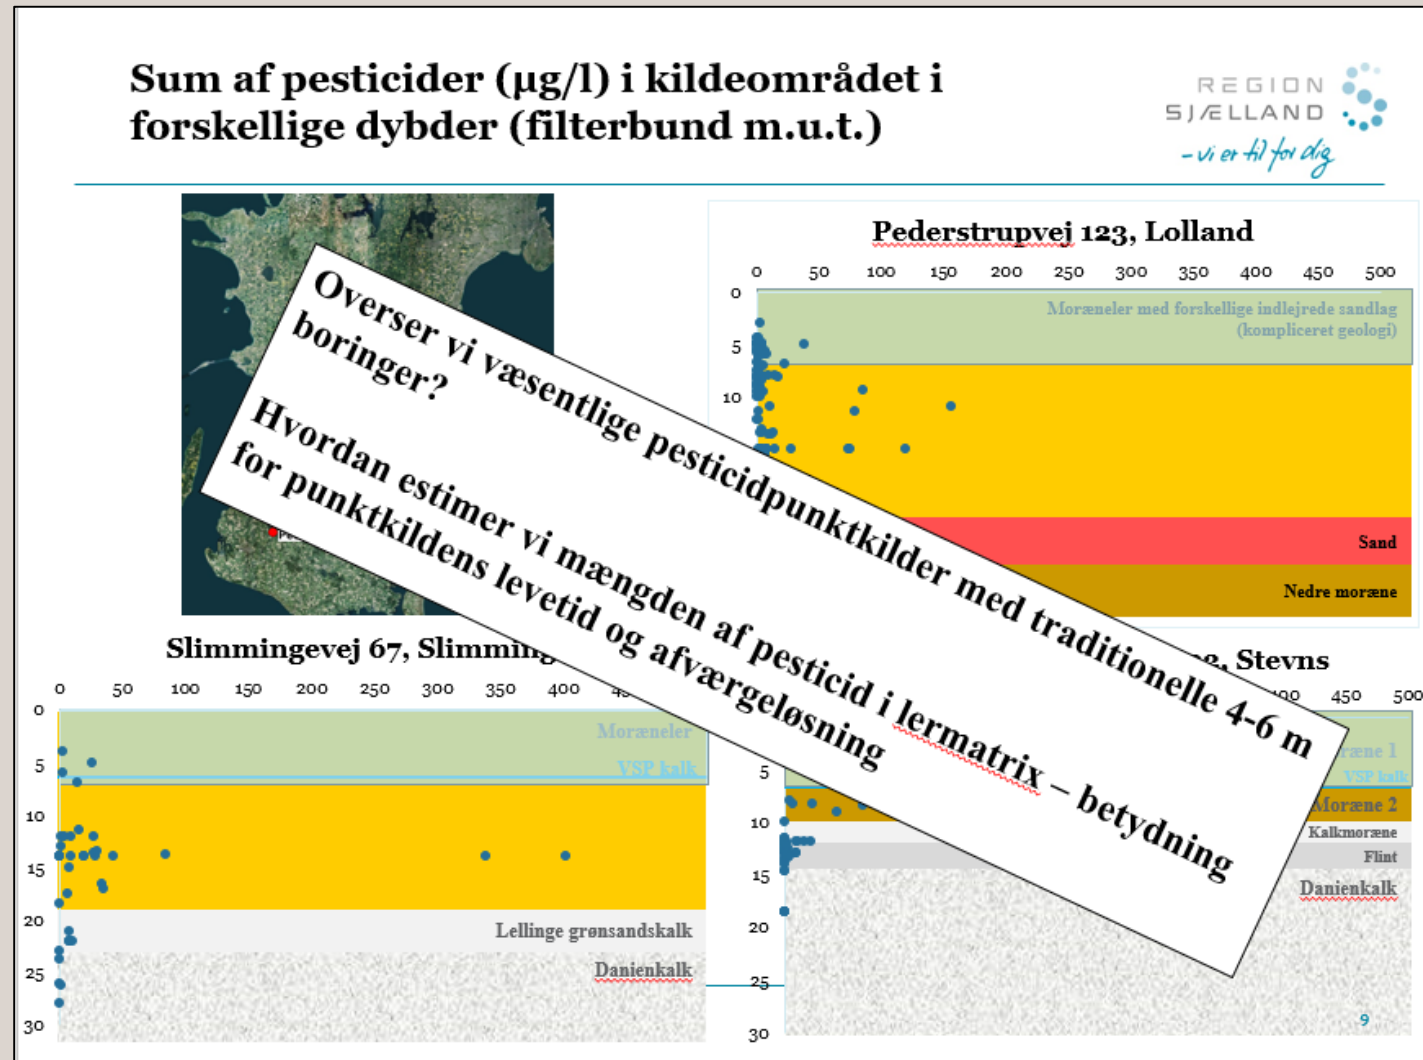 Sum af pesticider (µg/l) i kildeområdet i
forskellige dybder (filterbund m.u.t.)
REGION
SJÆLLAND
- vi er til for dig
Pederstrupvej 123, Lolland
0 50 100 150 200 250 300 350 400 450 500
0
5
10
Moræneler med forskellige indlejrede sandlag
(kompliceret geologi)
Sand
Nedre moræne
Overser vi væsentlige pesticidpunktkilder med traditionelle 4-6 m
boringer?
Hvordan estimer vi mængden af pesticid i lermatrix – betydning
for punktkildens levetid og afværgeløsning
Slimmingevej 67,
0 50 100 150 200 250 300 350 400
0
5
10
15
20
25
30
Moræneler
VSP kalk
Lellinge grønsandskalk
Danienkalk
Stevns
450 500
5
10
15
20
25
30
1
VSP kalk
Moræne 2
Kalkmoræne
Flint
Danienkalk
9